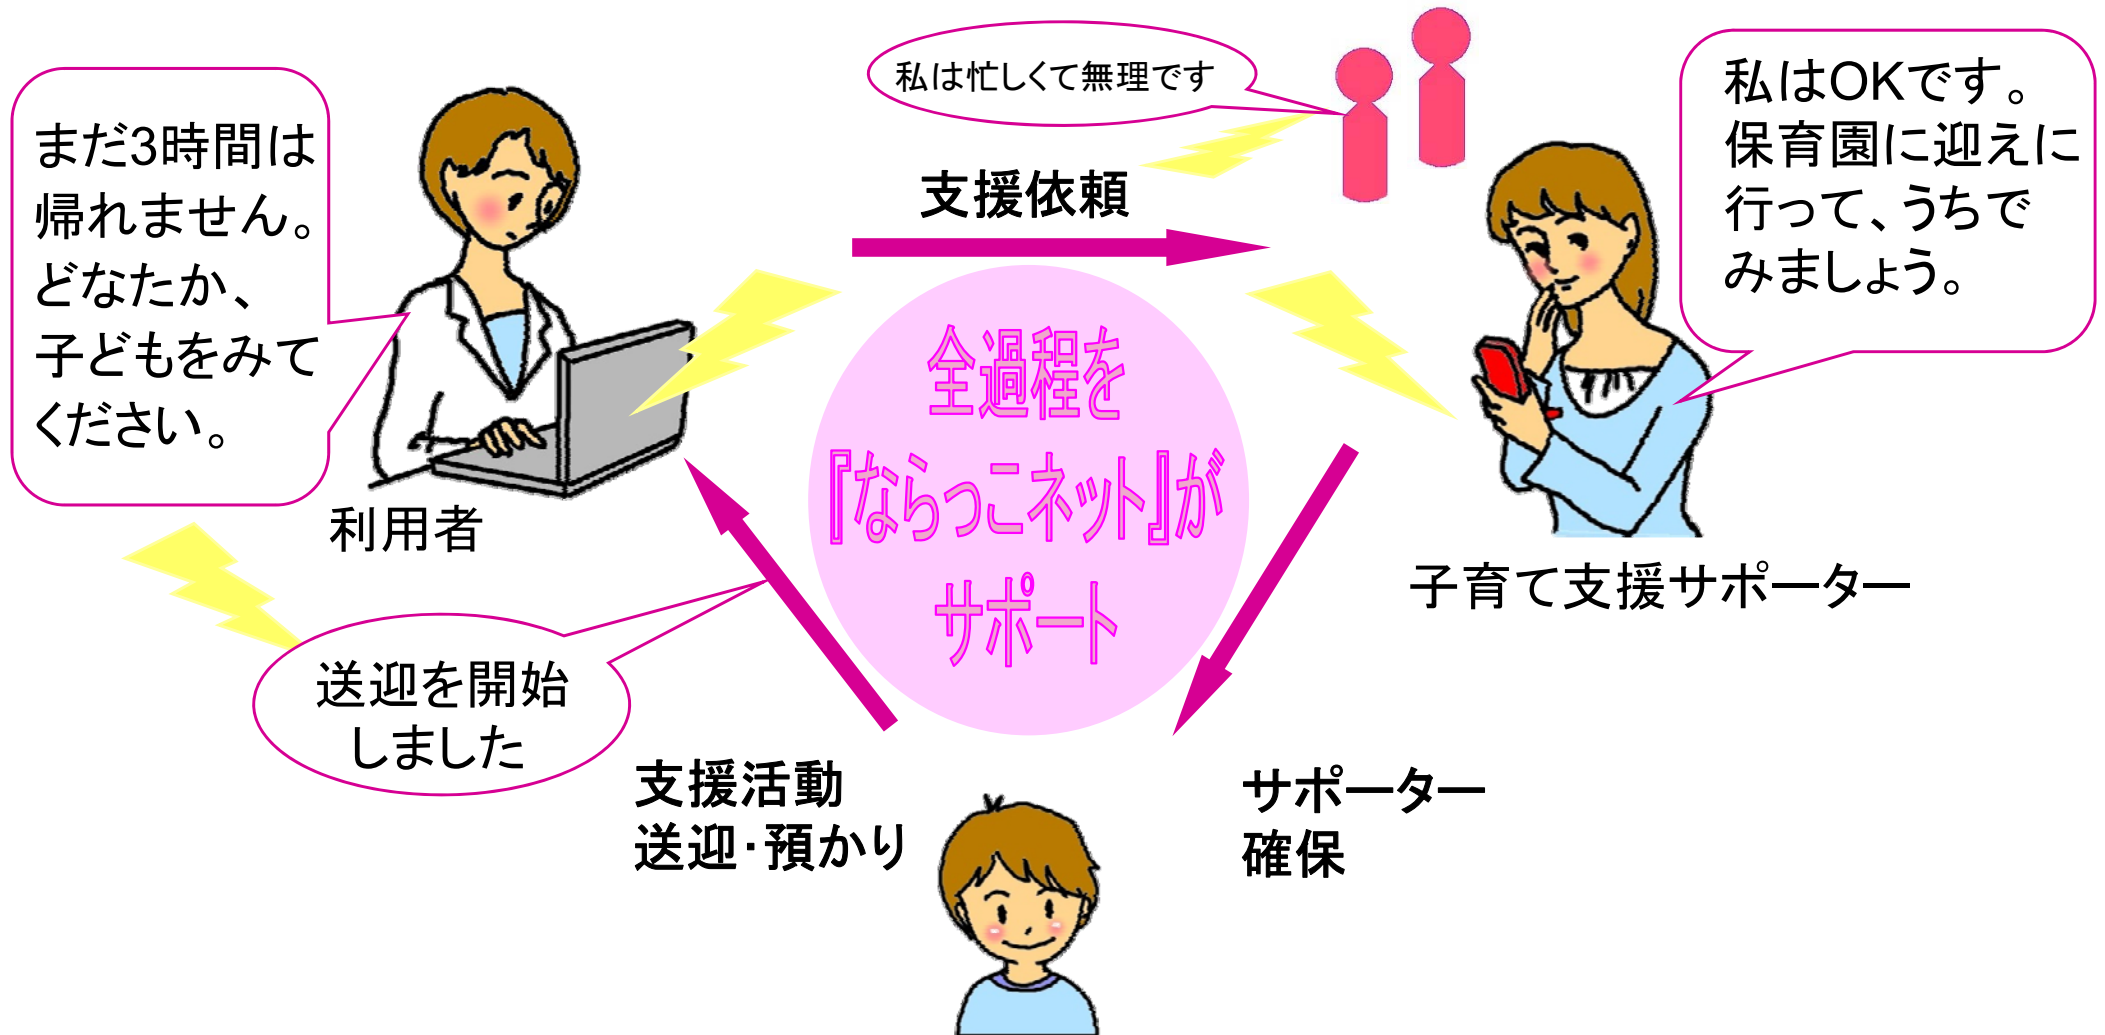 まだ3時間は
帰れません。
どなたか、
子どもをみて
ください。
利用者
私は忙しくて無理です
支援依頼
私はOKです。
保育園に迎えに
行って、うちで
みましょう。
子育て支援サポーター
全過程を
『ならっこネット』が
サポート
送迎を開始
しました
支援活動
送迎・預かり
サポーター
確保